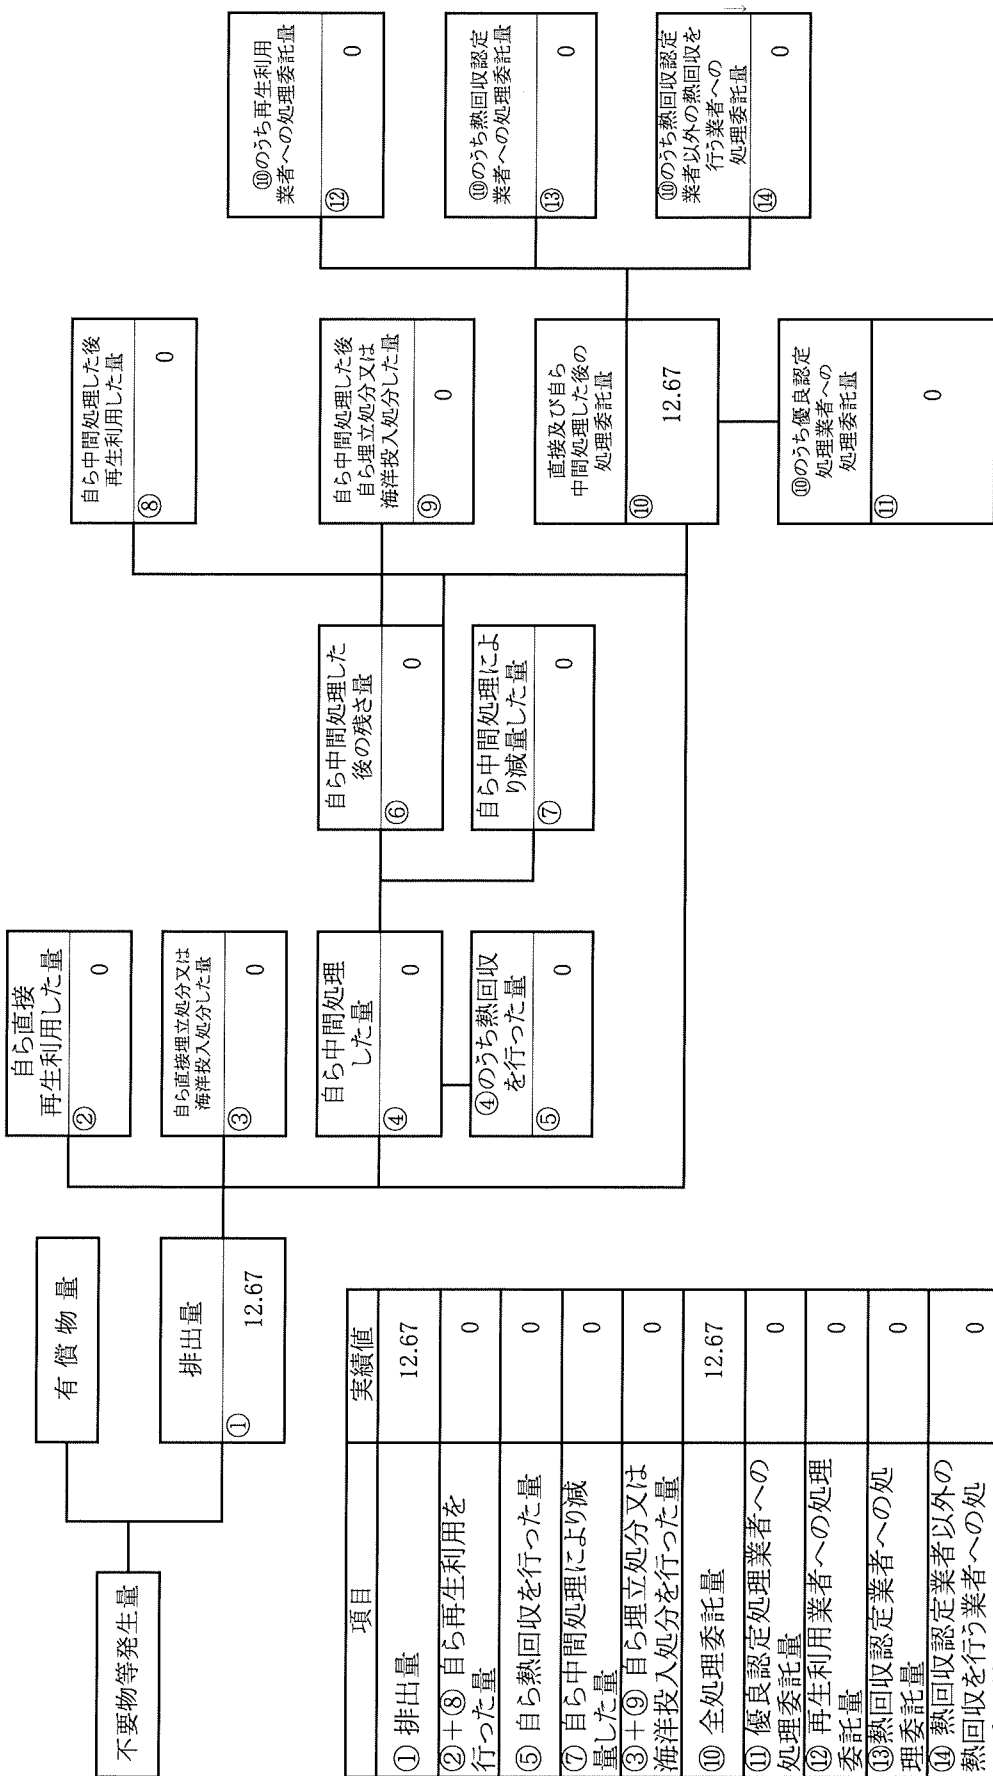 不要物等発生量
有償物量
排出量
①
12.67
自ら直接
再生利用した量
②
0
自ら直接埋立処分又は
海洋投入処分した量
③
0
自ら中間処理
した量
④
0
④のうち熱回収
を行った量
⑤
0
自ら中間処理した
後の残さ量
⑥
0
自ら中間処理によ
り減量した量
⑦
0
自ら中間処理した後
再生利用した量
⑧
0
自ら中間処理した後
自ら埋立処分又は
海洋投入処分した量
⑨
0
直接及び自ら
中間処理した後の
処理委託量
⑩
12.67
⑩のうち優良認定
処理業者への
処理委託量
⑪
0
⑩のうち再生利用
業者への処理委託量
⑫
0
⑩のうち熱回収認定
業者への処理委託量
⑬
0
⑩のうち熱回収認定
業者以外の熱回収を
行う業者への
処理委託量
⑭
0
項目 実績値
① 排出量 12.67
②+⑧ 自ら再生利用を
行った量 0
⑤ 自ら熱回収を行った量 0
⑦ 自ら中間処理により減
量した量 0
③+⑨ 自ら埋立処分又は
海洋投入処分を行った量 0
⑩ 全処理委託量 12.67
⑪ 優良認定処理業者への
処理委託量 0
⑫ 再生利用業者への処理
委託量 0
⑬熱回収認定業者への処
理委託量 0
⑭ 熱回収認定業者以外の
熱回収を行う業者への処 0